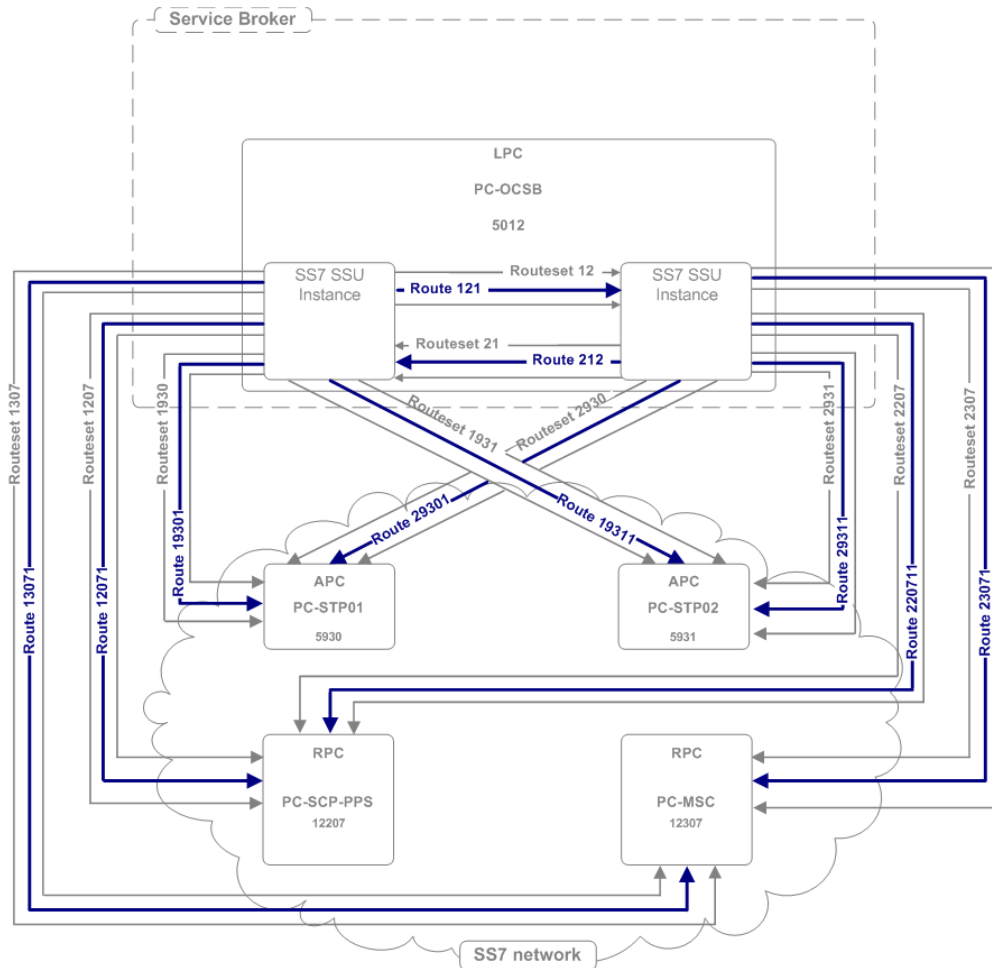 Service Broker
LPC
PC-OCSB
5012
SS7 SSU
Instance
SS7 SSU
Instance
Routeset 12
Route 121
Routeset 21
Route 212
Routeset 1307
Routeset 1207
Routeset 1930
Routeset 1931
Routeset 2930
Routeset 2931
Routeset 2207
Routeset 2307
Route 13071
Route 12071
Route 19301
Route 29301
Route 19311
Route 29311
Route 220711
Route 23071
APC
PC-STP01
5930
APC
PC-STP02
5931
RPC
PC-SCP-PPS
12207
RPC
PC-MSC
12307
SS7 network